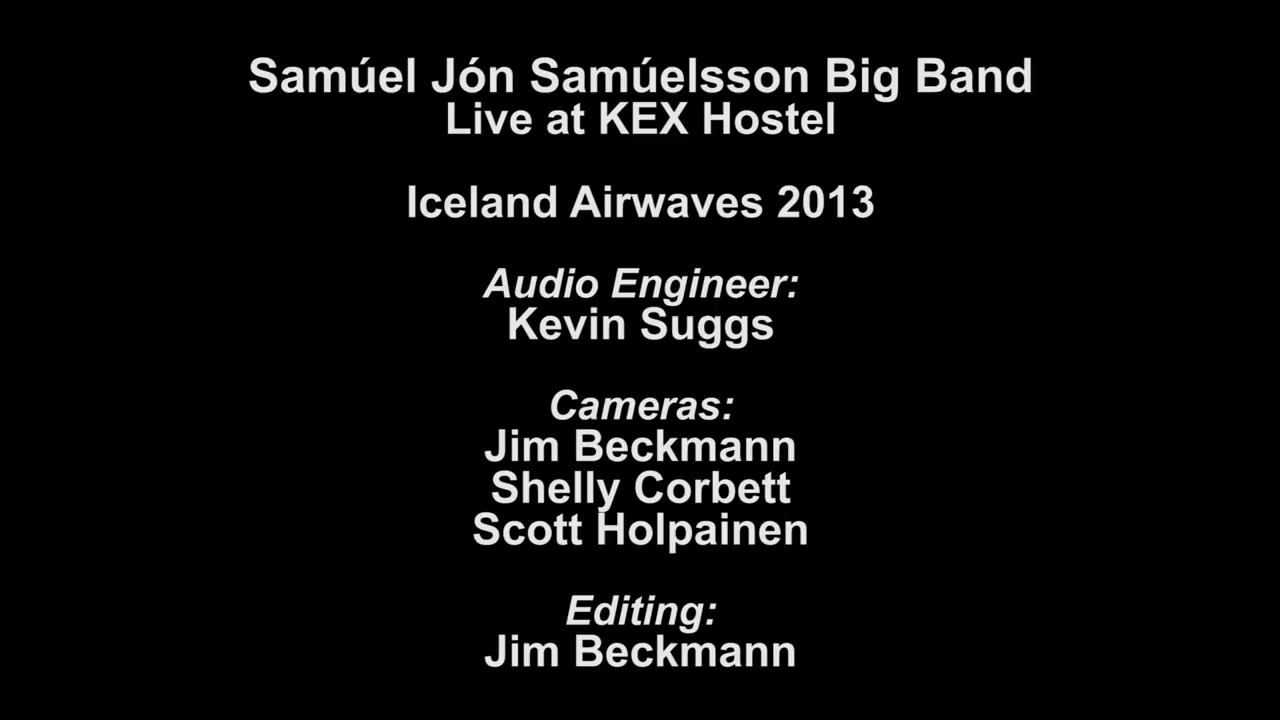 Samúel Jón Samúelsson Big Band
Live at KEX Hostel
Iceland Airwaves 2013
Audio Engineer:
Kevin Suggs
Cameras:
Jim Beckmann
Shelly Corbett
Scott Holpainen
Editing:
Jim Beckmann